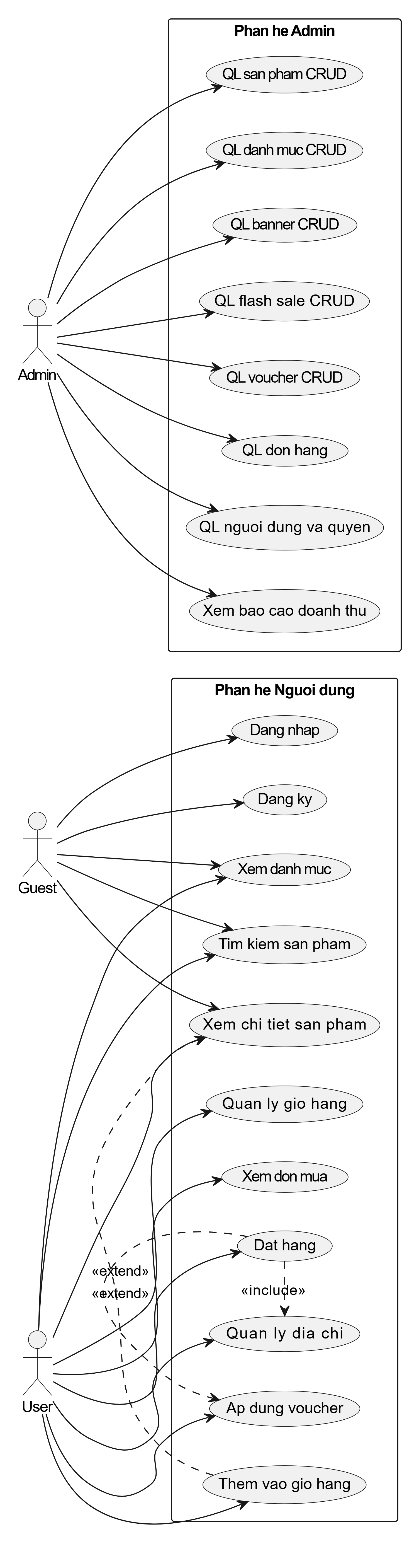 Phan he Admin
QL san pham CRUD
QL danh muc CRUD
QL banner CRUD
QL flash sale CRUD
Admin
QL voucher CRUD
QL don hang
QL nguoi dung va quyen
Xem bao cao doanh thu
Phan he Nguoi dung
Dang nhap
Dang ky
Guest
Xem danh muc
Tim kiem san pham
Xem chi tiet san pham
Quan ly gio hang
Xem don mua
Dat hang
«extend»
«extend»
«include»
Quan ly dia chi
User
Ap dung voucher
Them vao gio hang